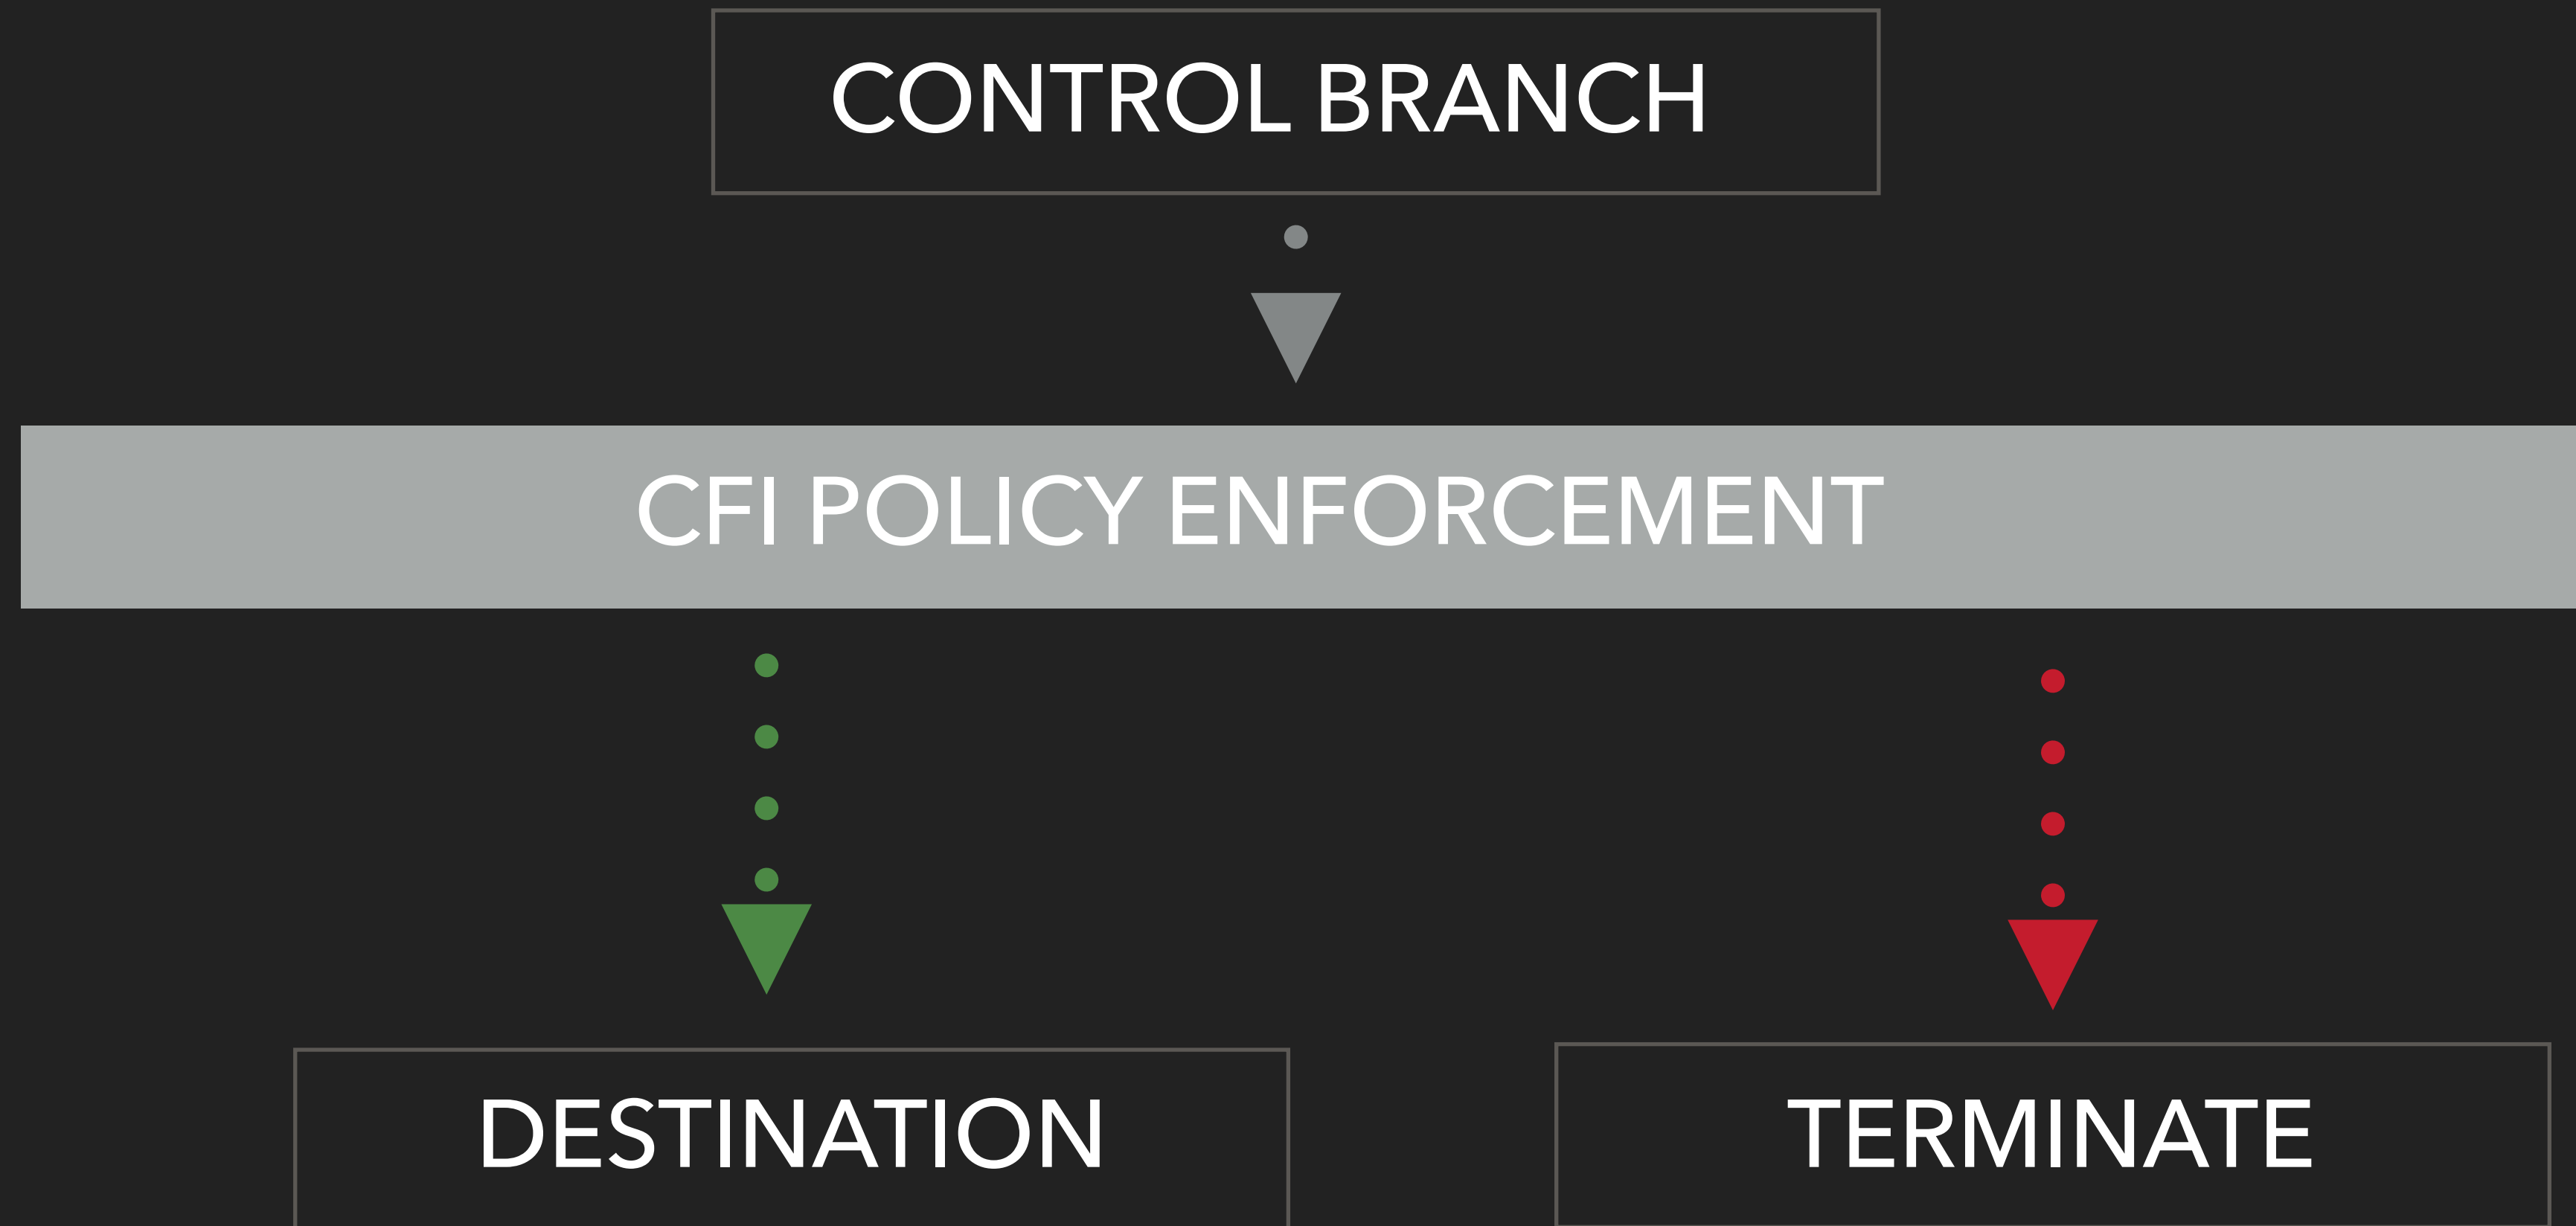 CONTROL BRANCH
CFI POLICY ENFORCEMENT
DESTINATION
TERMINATE